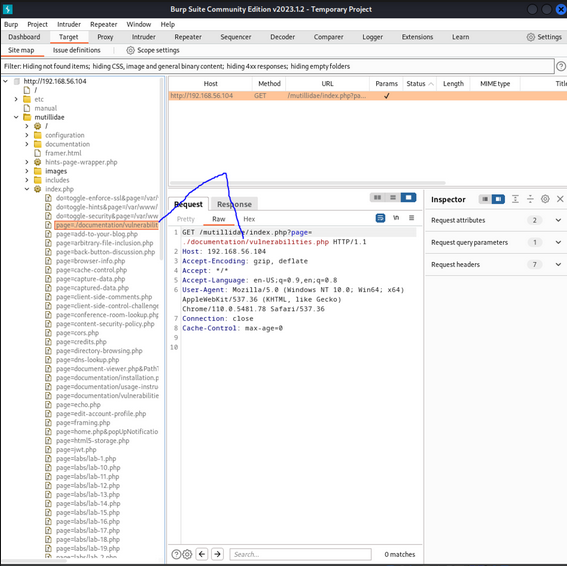 Burp Suite Community Edition v2023.1.2 - Temporary Project
Burp Project Intruder Repeater Window Help
Dashboard Target Proxy Intruder Repeater Sequencer Decoder Comparer Logger Extensions Learn Settings
Site map Issue definitions Scope settings
Filter: Hiding not found items; hiding CSS, image and general binary content; hiding 4xx responses; hiding empty folders
http://192.168.56.104
/
etc
manual
mutillidae
/
configuration
documentation
framer.html
hints-page-wrapper.php
images
includes
index.php
do=toggle-enforce-ssl&page=/var/
do=toggle-hints&page=/var/www/
do=toggle-security&page=/var/ww
page=./documentation/vulnerabilit
page=add-to-your-blog.php
page=arbitrary-file-inclusion.php
page=back-button-discussion.php
page=browser-info.php
page=cache-control.php
page=capture-data.php
page=captured-data.php
page=client-side-comments.php
page=client-side-control-challenge
page=conference-room-lookup.php
page=content-security-policy.php
page=cors.php
page=credits.php
page=directory-browsing.php
page=dns-lookup.php
page=document-viewer.php&PathT
page=documentation/installation.p
page=documentation/usage-instru
page=documentation/vulnerabilitie
page=echo.php
page=edit-account-profile.php
page=framing.php
page=home.php&popUpNotificatio
page=html5-storage.php
page=jwt.php
page=labs/lab-1.php
page=labs/lab-10.php
page=labs/lab-11.php
page=labs/lab-12.php
page=labs/lab-13.php
page=labs/lab-14.php
page=labs/lab-15.php
page=labs/lab-16.php
page=labs/lab-17.php
page=labs/lab-18.php
page=labs/lab-19.php
page=labs/lab-2.php
Host Method URL Params Status Length MIME type Title
http://192.168.56.104 GET /mutillidae/index.php?pa...
Request Response
Pretty Raw Hex
\n
1 GET /mutillidae/index.php?page=
./documentation/vulnerabilities.php HTTP/1.1
2 Host: 192.168.56.104
3 Accept-Encoding: gzip, deflate
4 Accept: */*
5 Accept-Language: en-US;q=0.9,en;q=0.8
6 User-Agent: Mozilla/5.0 (Windows NT 10.0; Win64; x64)
AppleWebKit/537.36 (KHTML, like Gecko)
Chrome/110.0.5481.78 Safari/537.36
7 Connection: close
8 Cache-Control: max-age=0
9
10
Search... 0 matches
Inspector
Request attributes 2
Request query parameters 1
Request headers 7